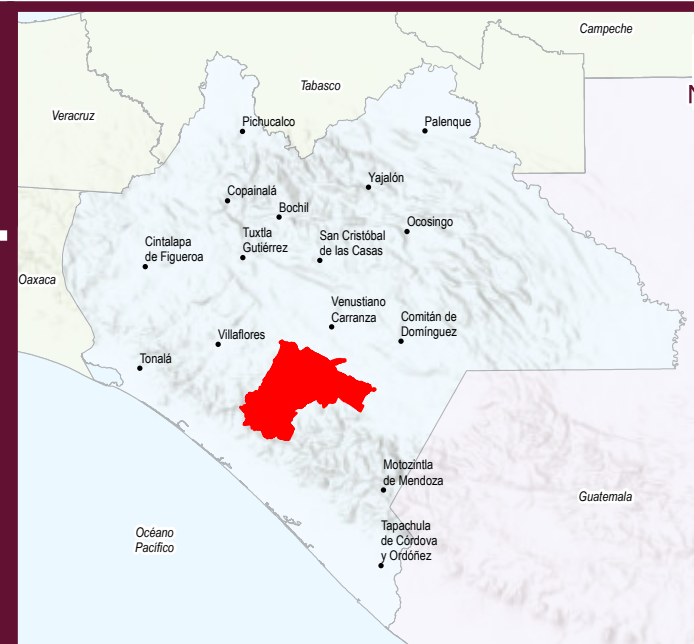 Campeche
Tabasco
Veracruz
N
Pichucalco
Palenque
Yajalón
Copainalá
Bochil
Ocosingo
Tuxtla
Gutiérrez
San Cristóbal
de las Casas
Cintalapa
de Figueroa
Oaxaca
Venustiano
Carranza
Comitán de
Domínguez
Villaflores
Tonalá
Motozintla
de Mendoza
Guatemala
Océano
Pacífico
Tapachula
de Córdova
y Ordóñez